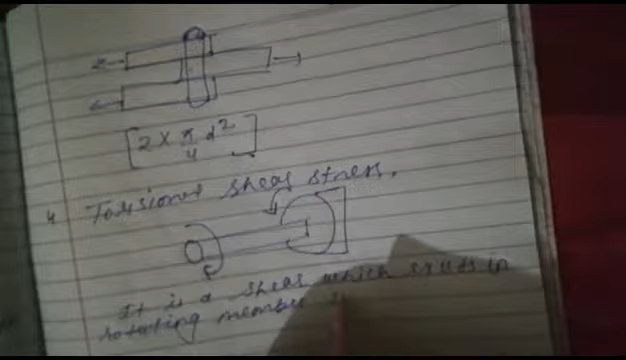 [2 × π/4 d²]
4 Torsional shear stress.
It is a shear which exists in
rotating member